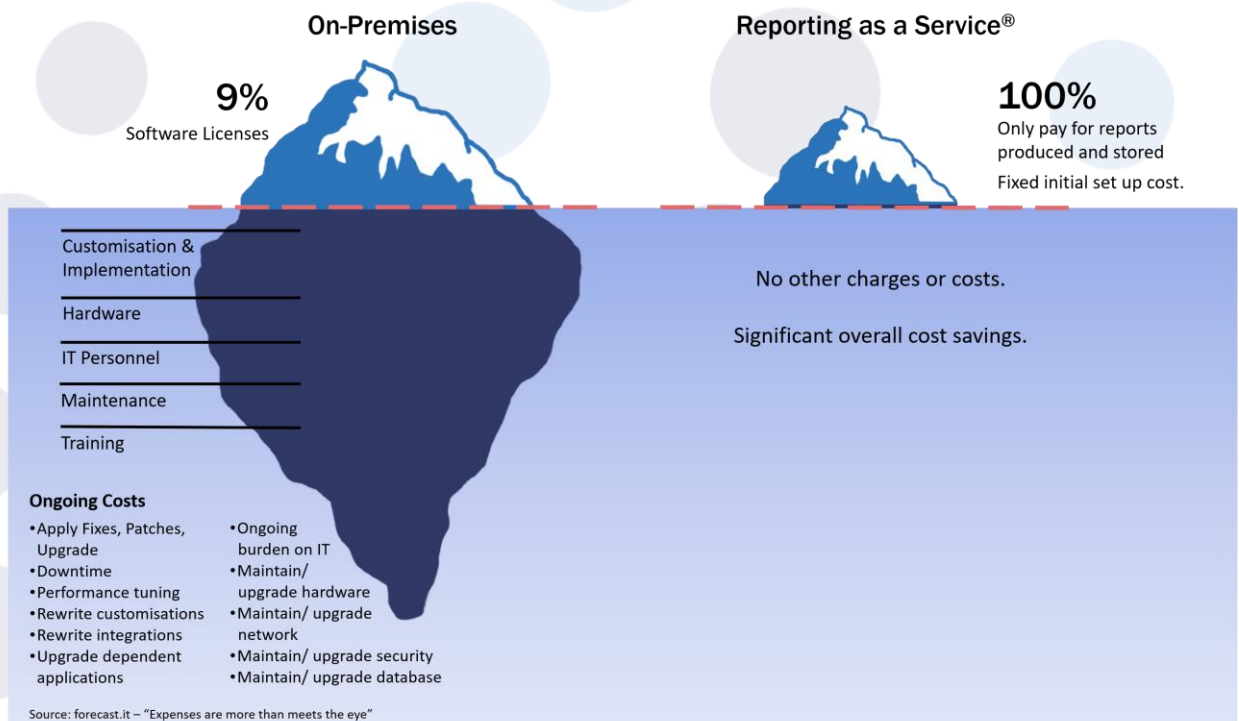 On-Premises
9%
Software Licenses
Customisation &
Implementation
Hardware
IT Personnel
Maintenance
Training
Ongoing Costs
•Apply Fixes, Patches,
Upgrade
•Downtime
•Performance tuning
•Rewrite customisations
•Rewrite integrations
•Upgrade dependent
applications
•Ongoing
burden on IT
•Maintain/
upgrade hardware
•Maintain/ upgrade
network
•Maintain/ upgrade security
•Maintain/ upgrade database
Source: forecast.it – “Expenses are more than meets the eye”
Reporting as a Service®
100%
Only pay for reports
produced and stored
Fixed initial set up cost.
No other charges or costs.
Significant overall cost savings.